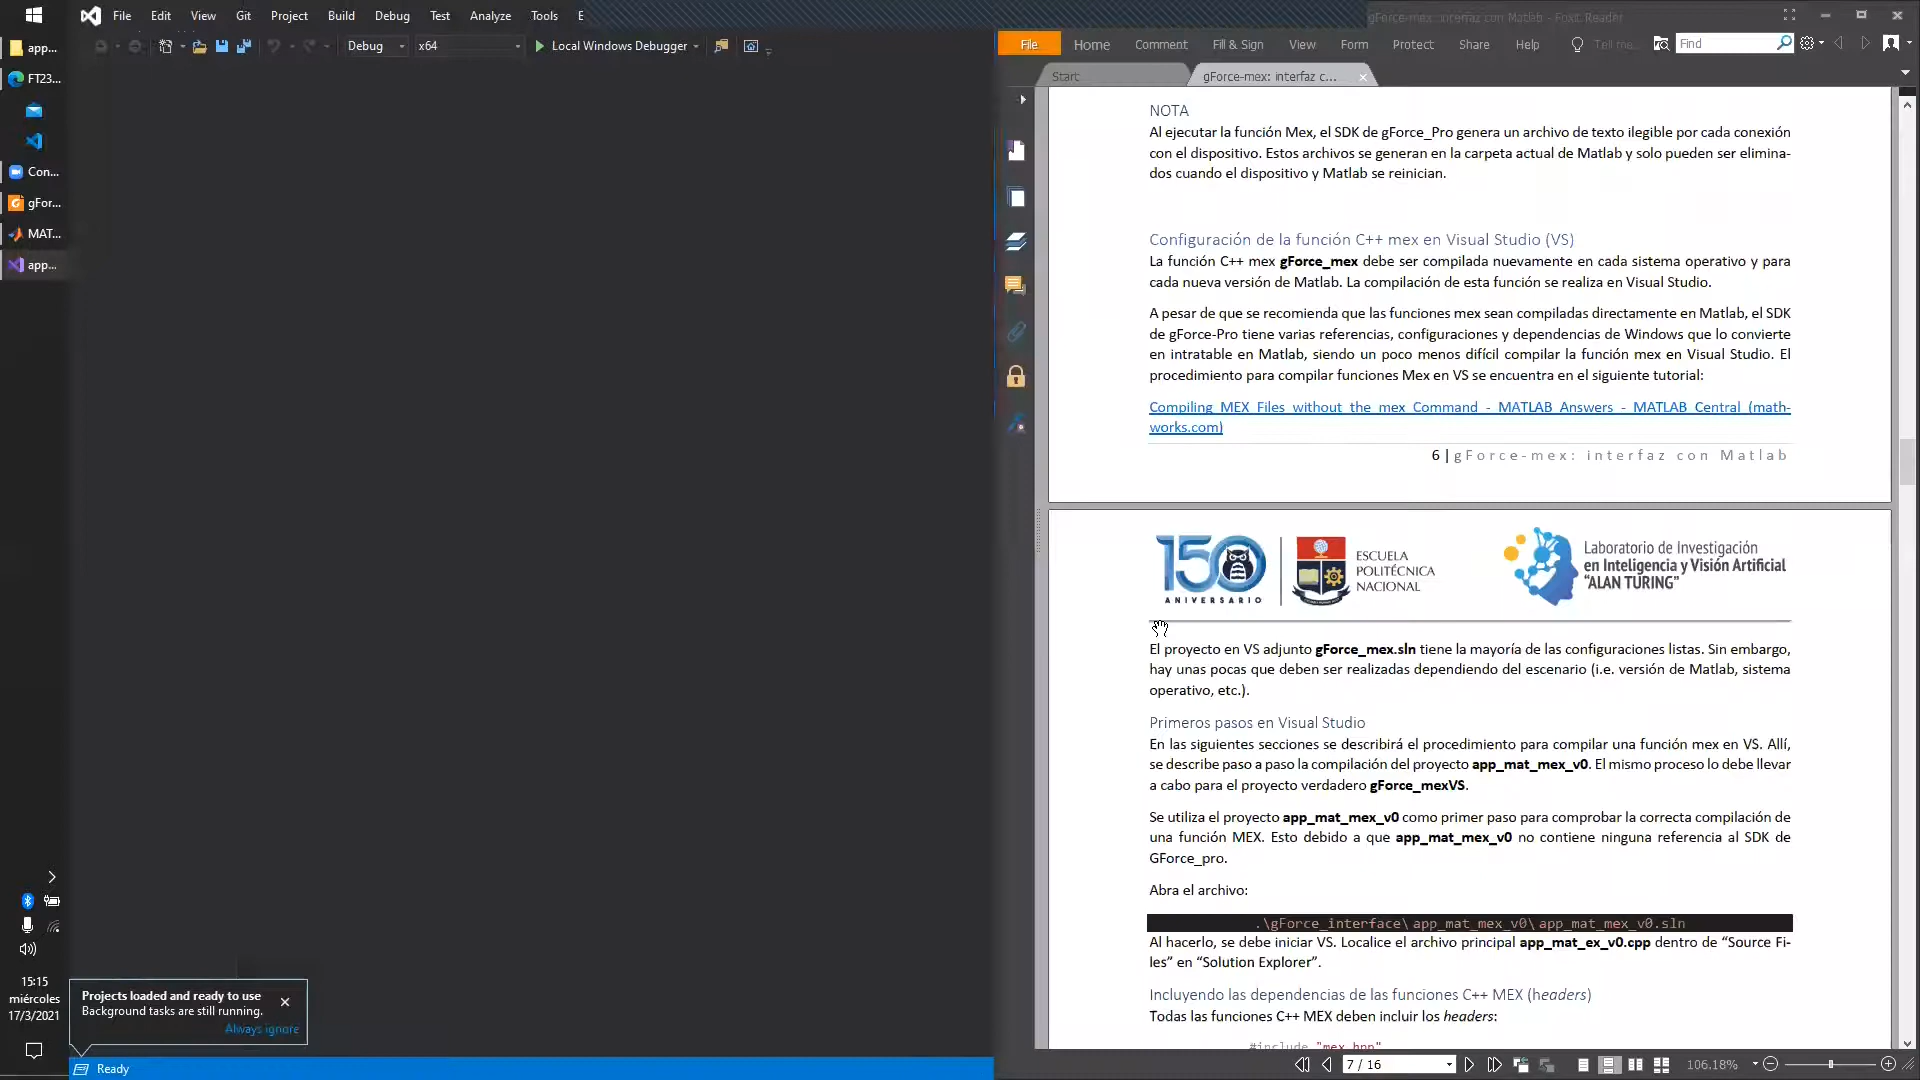 File Edit View Git Project Build Debug Test Analyze Tools E
Debug x64 Local Windows Debugger
app...
FT23...
Con...
gFor...
MAT...
app...
15:15
miércoles
17/3/2021
Projects loaded and ready to use
Background tasks are still running.
Always ignore
Ready
gForce-mex: interfaz con Matlab - Foxit Reader
File Home Comment Fill & Sign View Form Protect Share Help Tell me... Find
Start gForce-mex: interfaz c...
NOTA
Al ejecutar la función Mex, el SDK de gForce_Pro genera un archivo de texto ilegible por cada conexión
con el dispositivo. Estos archivos se generan en la carpeta actual de Matlab y solo pueden ser elimina-
dos cuando el dispositivo y Matlab se reinician.
Configuración de la función C++ mex en Visual Studio (VS)
La función C++ mex gForce_mex debe ser compilada nuevamente en cada sistema operativo y para
cada nueva versión de Matlab. La compilación de esta función se realiza en Visual Studio.
A pesar de que se recomienda que las funciones mex sean compiladas directamente en Matlab, el SDK
de gForce-Pro tiene varias referencias, configuraciones y dependencias de Windows que lo convierte
en intratable en Matlab, siendo un poco menos difícil compilar la función mex en Visual Studio. El
procedimiento para compilar funciones Mex en VS se encuentra en el siguiente tutorial:
Compiling MEX Files without the mex Command - MATLAB Answers - MATLAB Central (math-
works.com)
6 | gForce-mex: interfaz con Matlab
150
ANIVERSARIO
ESCUELA
POLITÉCNICA
NACIONAL
Laboratorio de Investigación
en Inteligencia y Visión Artificial
“ALAN TURING”
El proyecto en VS adjunto gForce_mex.sln tiene la mayoría de las configuraciones listas. Sin embargo,
hay unas pocas que deben ser realizadas dependiendo del escenario (i.e. versión de Matlab, sistema
operativo, etc.).
Primeros pasos en Visual Studio
En las siguientes secciones se describirá el procedimiento para compilar una función mex en VS. Allí,
se describe paso a paso la compilación del proyecto app_mat_mex_v0. El mismo proceso lo debe llevar
a cabo para el proyecto verdadero gForce_mexVS.
Se utiliza el proyecto app_mat_mex_v0 como primer paso para comprobar la correcta compilación de
una función MEX. Esto debido a que app_mat_mex_v0 no contiene ninguna referencia al SDK de
GForce_pro.
Abra el archivo:
.\gForce_interface\ app_mat_mex_v0\ app_mat_mex_v0.sln
Al hacerlo, se debe iniciar VS. Localice el archivo principal app_mat_ex_v0.cpp dentro de “Source Fi-
les” en “Solution Explorer”.
Incluyendo las dependencias de las funciones C++ MEX (headers)
Todas las funciones C++ MEX deben incluir los headers:
#include "mex.hpp"
7 / 16
106.18%